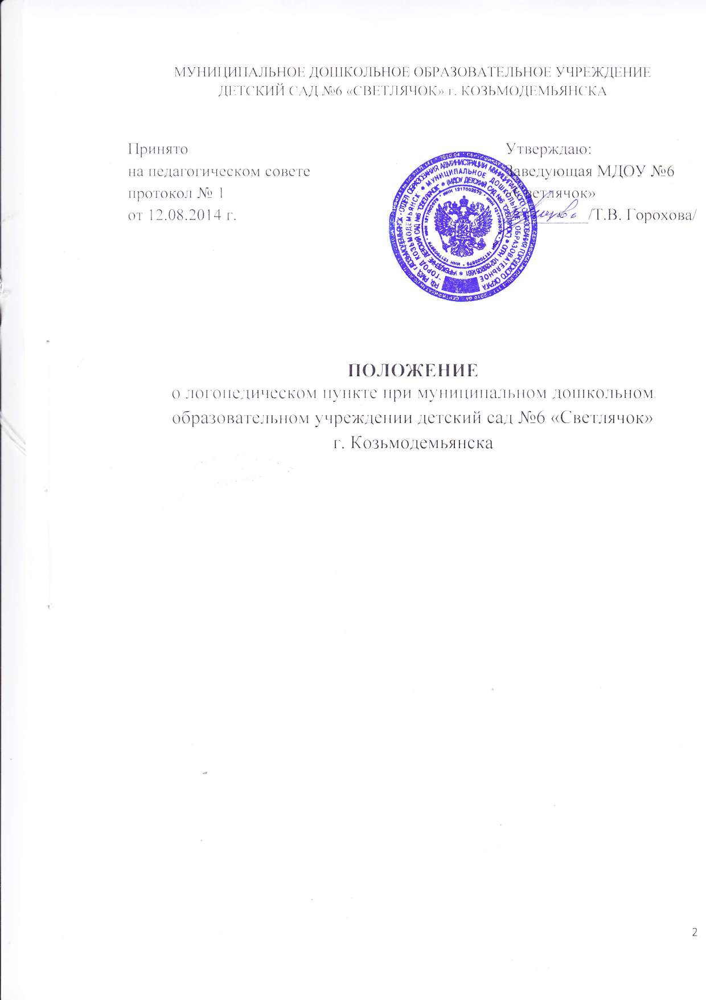 МУНИЦИПАЛЬНОЕ ДОШКОЛЬНОЕ ОБРАЗОВАТЕЛЬНОЕ УЧРЕЖДЕНИЕ
ДЕТСКИЙ САД №6 «СВЕТЛЯЧОК» г. КОЗЬМОДЕМЬЯНСКА
Принято
на педагогическом совете
протокол № 1
от 12.08.2014 г.
Утверждаю:
Заведующая МДОУ №6
«Светлячок»
/Т.В. Горохова/
ПОЛОЖЕНИЕ
о логопедическом пункте при муниципальном дошкольном
образовательном учреждении детский сад №6 «Светлячок»
г. Козьмодемьянска
2